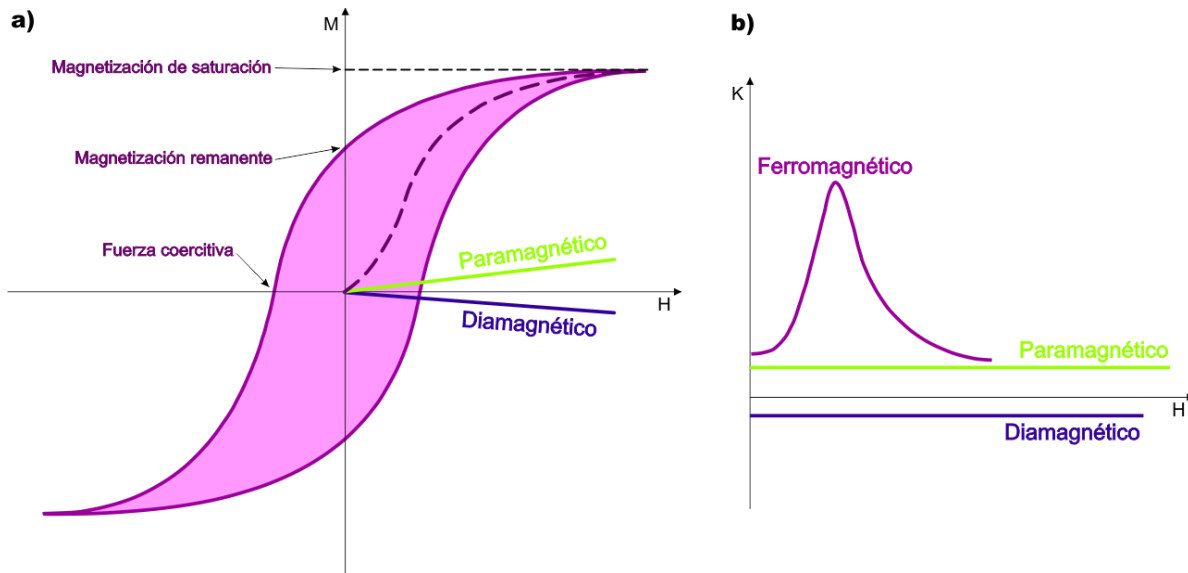 a)
M
Magnetización de saturación
Magnetización remanente
Fuerza coercitiva
Paramagnético
H
Diamagnético
b)
K
Ferromagnético
Paramagnético
H
Diamagnético